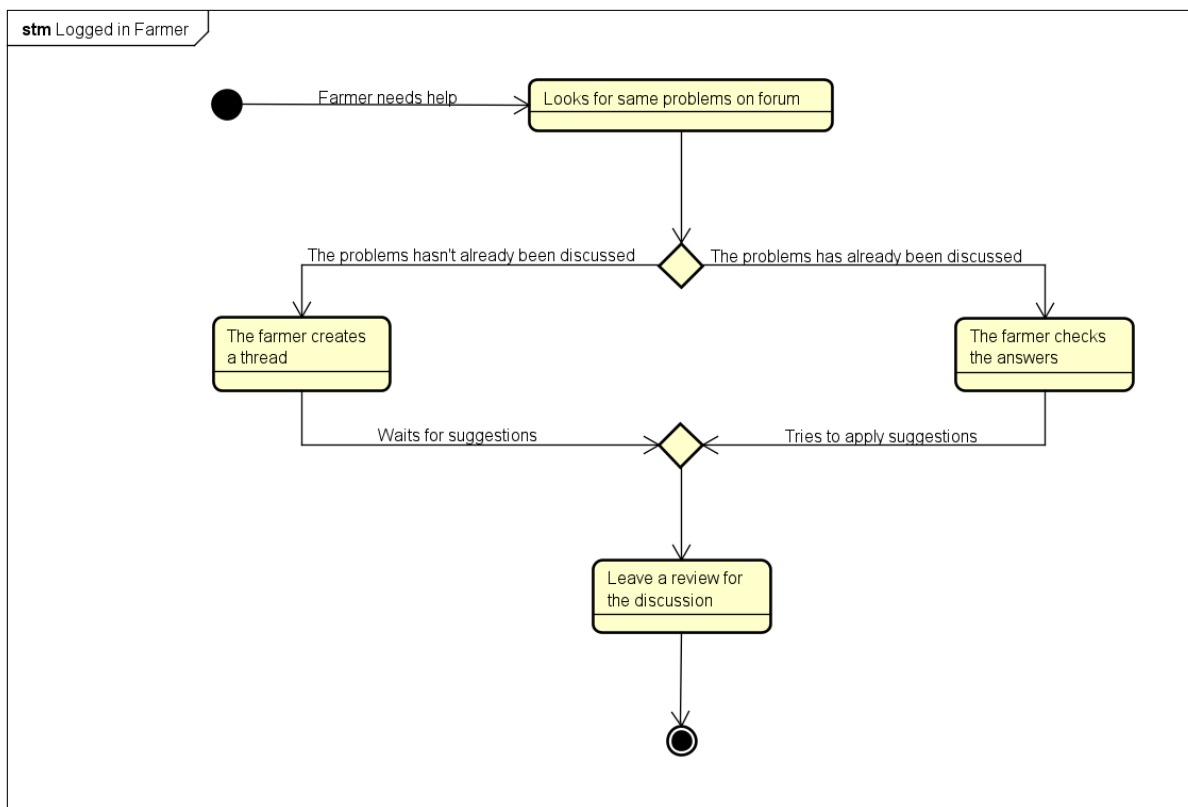 stm Logged in Farmer
Farmer needs help
Looks for same problems on forum
The problems hasn't already been discussed
The problems has already been discussed
The farmer creates
a thread
The farmer checks
the answers
Waits for suggestions
Tries to apply suggestions
Leave a review for
the discussion